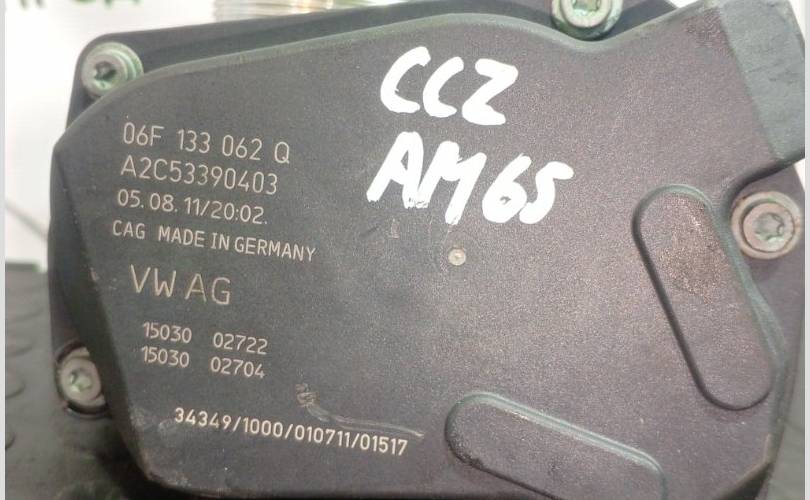 CCZ
AM65
06F 133 062 Q
A2C53390403
05.08.11/20:02.
CAG MADE IN GERMANY
VW AG
15030 02722
15030 02704
34349/1000/010711/01517